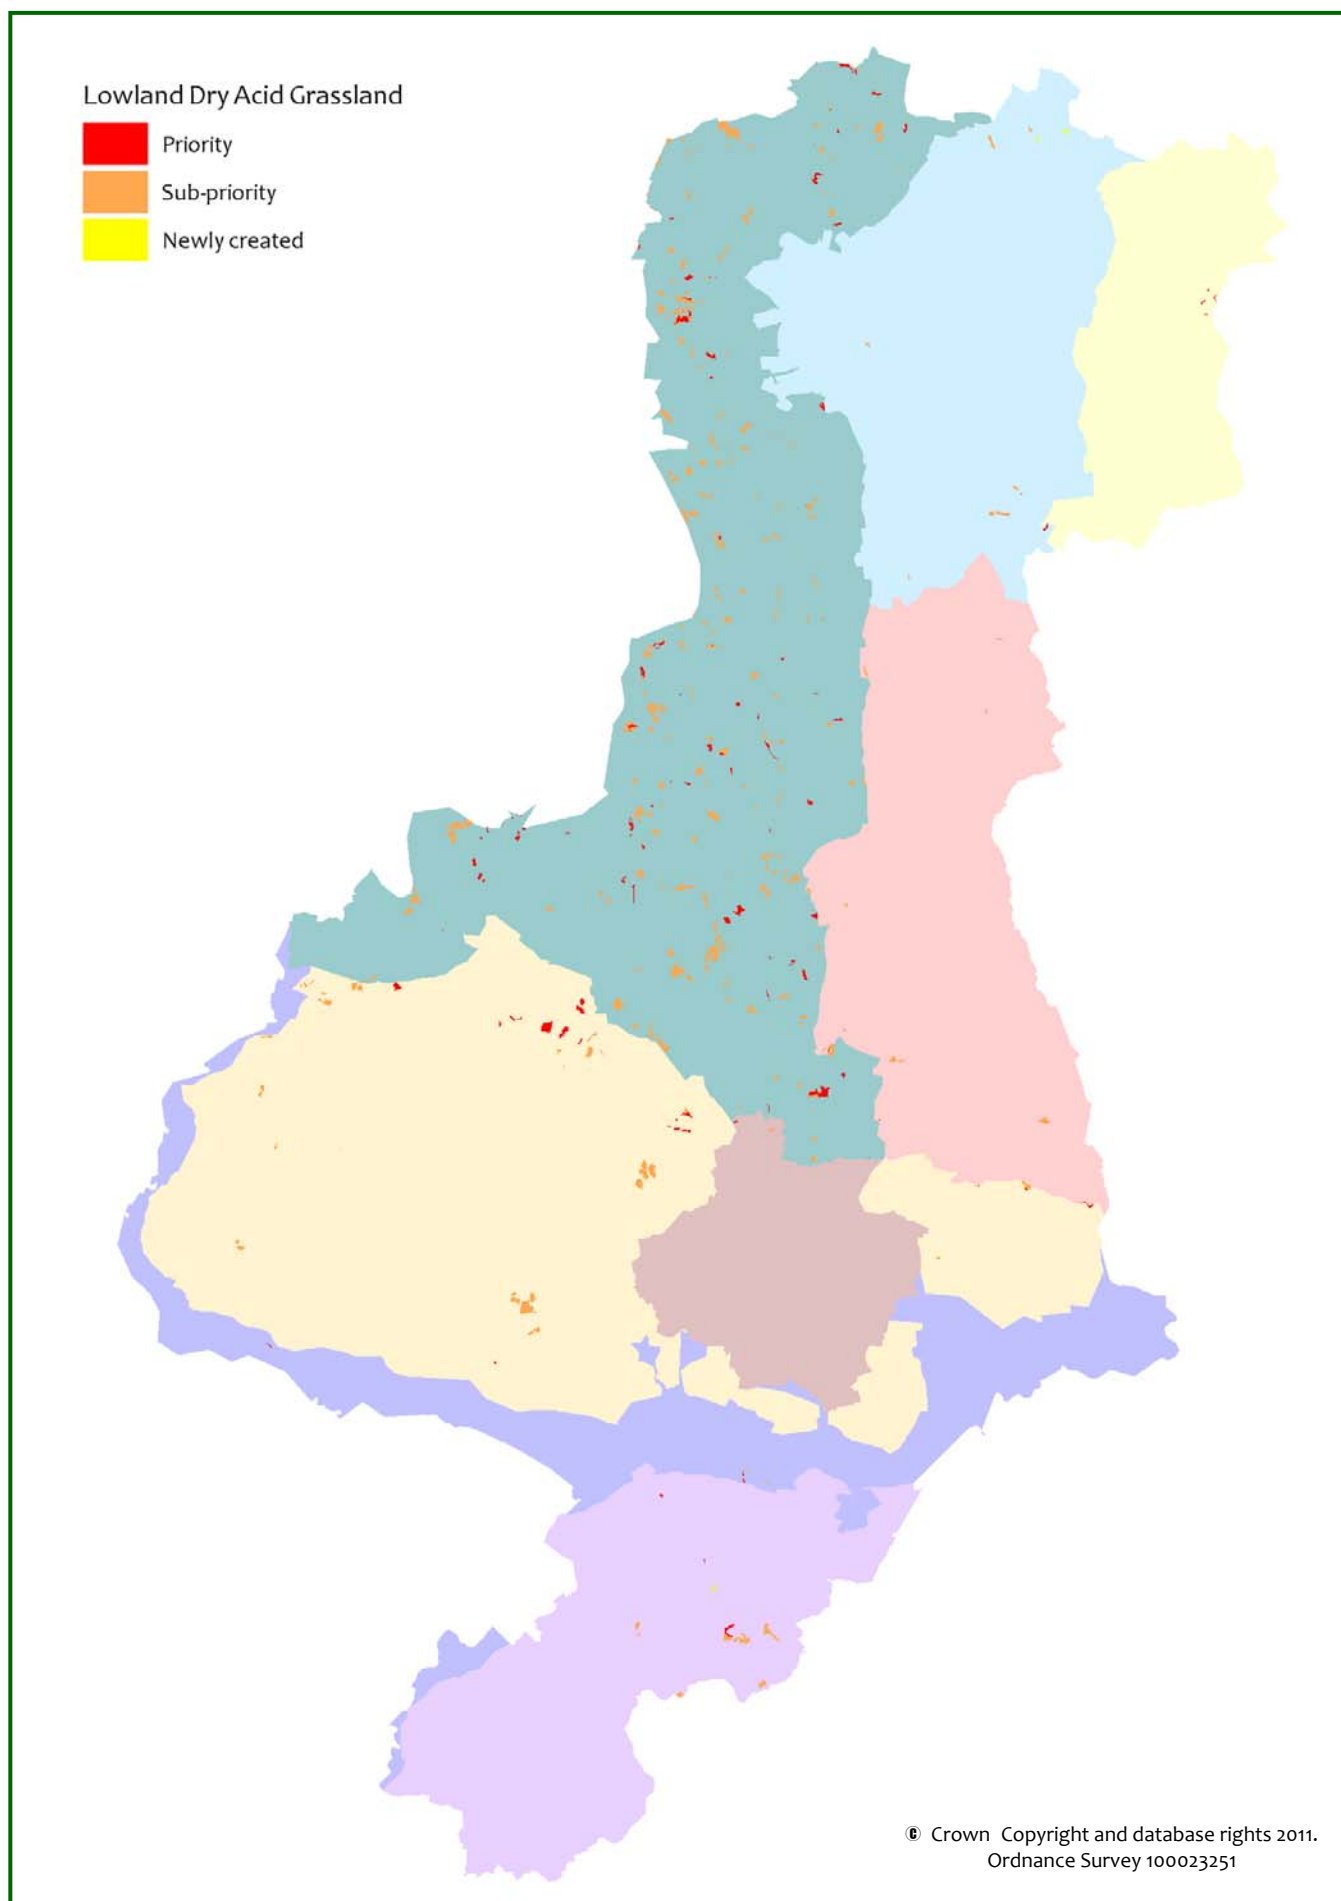 Lowland Dry Acid Grassland
Priority
Sub-priority
Newly created
© Crown Copyright and database rights 2011.
Ordnance Survey 100023251